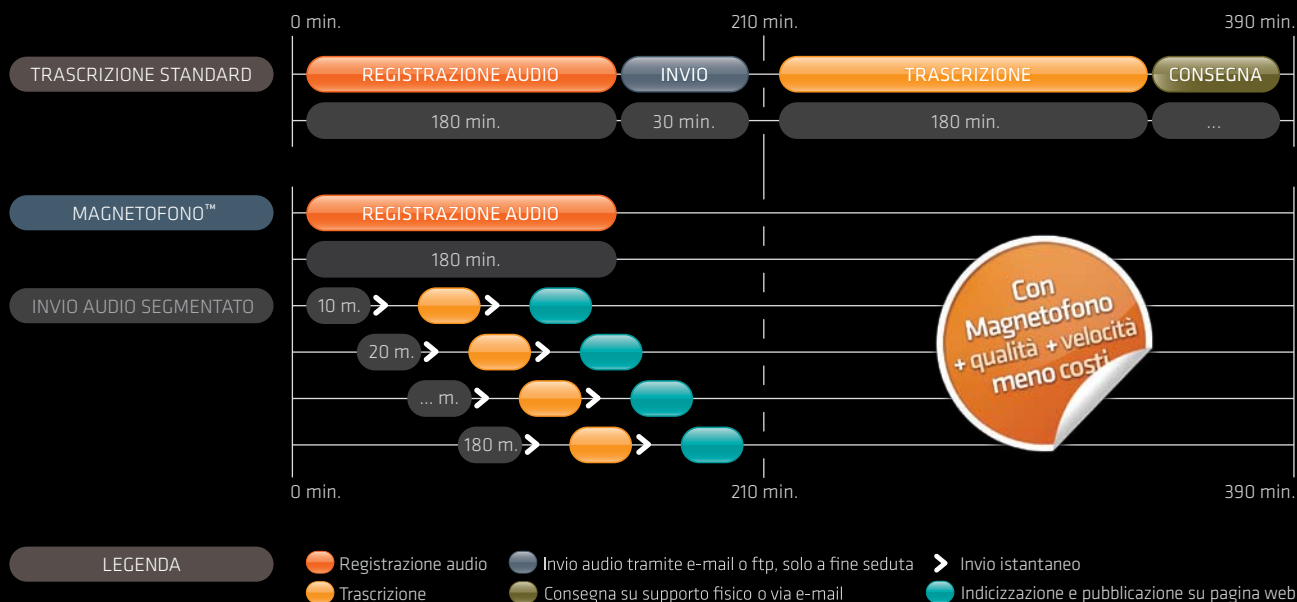 0 min. 210 min. 390 min.
TRASCRIZIONE STANDARD REGISTRAZIONE AUDIO INVIO TRASCRIZIONE CONSEGNA
180 min. 30 min. 180 min. ...
MAGNETOFONO™ REGISTRAZIONE AUDIO
180 min.
INVIO AUDIO SEGMENTATO 10 m.
20 m.
... m.
180 m.
Con
Magnetofono
+ qualità + velocità
meno costi
0 min. 210 min. 390 min.
LEGENDA Registrazione audio Invio audio tramite e-mail o ftp, solo a fine seduta Invio istantaneo
Trascrizione Consegna su supporto fisico o via e-mail Indicizzazione e pubblicazione su pagina web